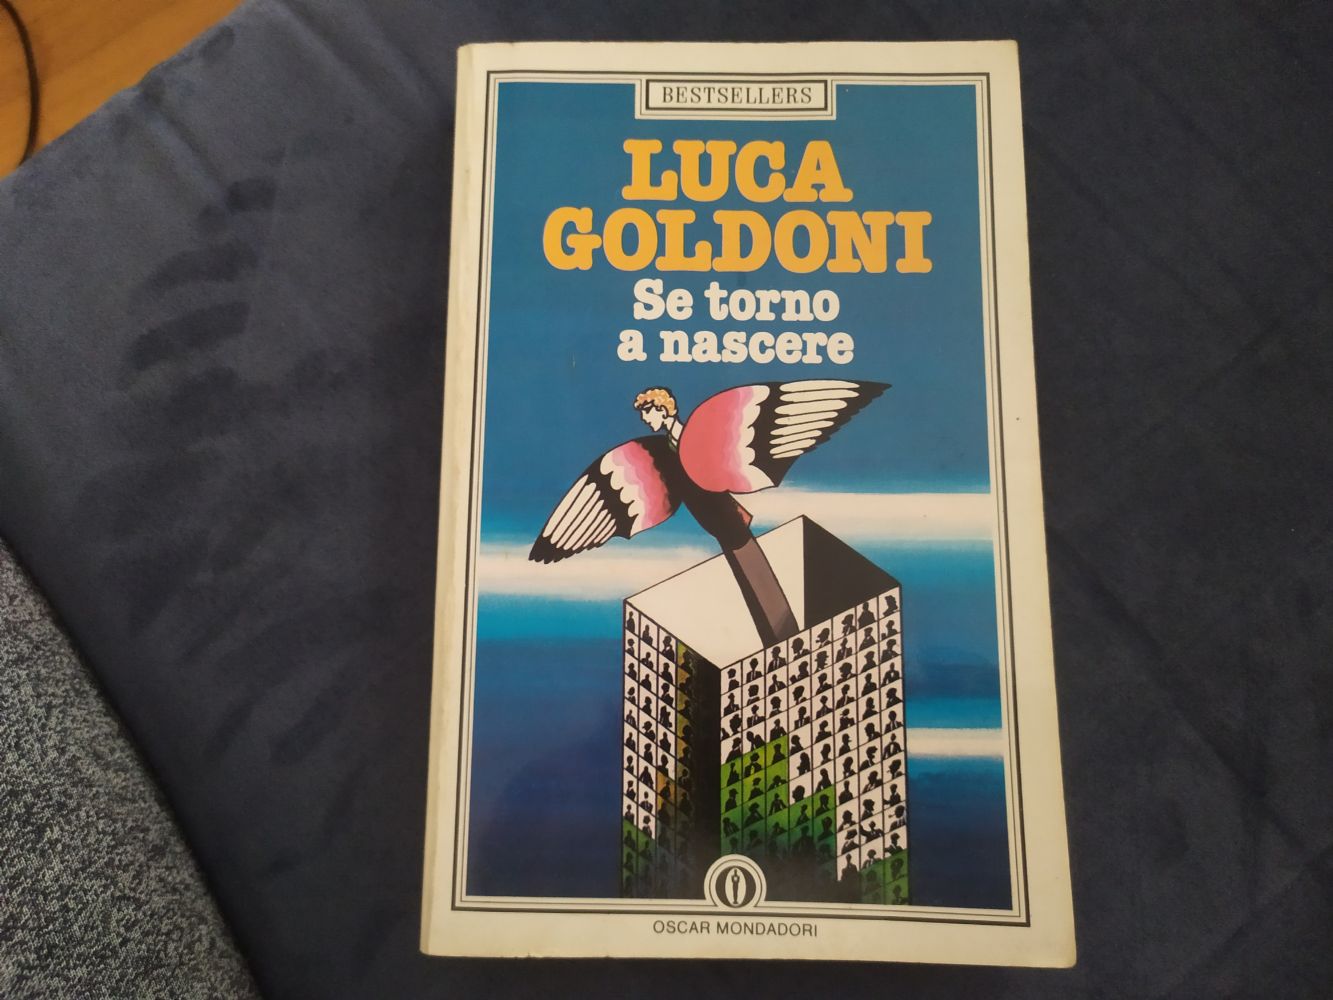 BESTSELLERS
LUCA
GOLDONI
Se torno
a nascere
OSCAR MONDADORI